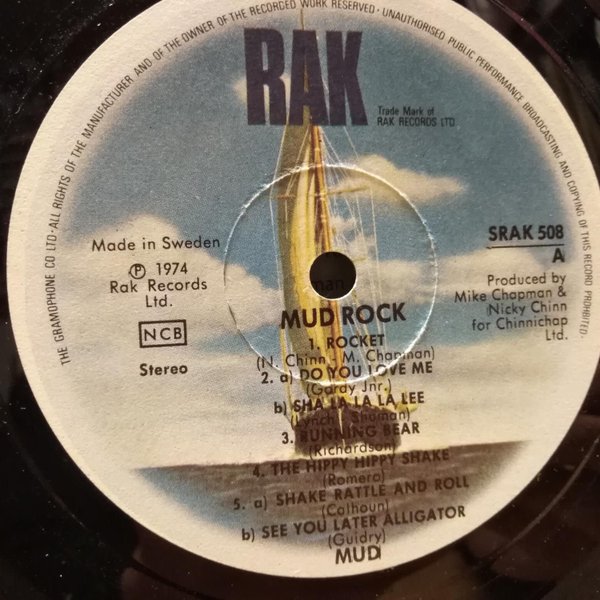 THE GRAMOPHONE CO LTD·ALL RIGHTS OF THE MANUFACTURER AND OF THE OWNER OF THE RECORDED WORK RESERVED·UNAUTHORISED PUBLIC PERFORMANCE BROADCASTING AND COPYING OF THIS RECORD PROHIBITED·
RAK
Trade Mark of
RAK RECORDS LTD.
Made in Sweden
℗ 1974
Rak Records
Ltd.
NCB
Stereo
SRAK 508
A
Produced by
Mike Chapman &
Nicky Chinn
for Chinnichap
Ltd.
MUD ROCK
1. ROCKET
(N. Chinn - M. Chapman)
2. a) DO YOU LOVE ME
(Gordy Jnr.)
b) SHA LA LA LA LEE
(Lynch - Shuman)
3. RUNNING BEAR
(Richardson)
4. THE HIPPY HIPPY SHAKE
(Romero)
5. a) SHAKE RATTLE AND ROLL
(Calhoun)
b) SEE YOU LATER ALLIGATOR
(Guidry)
MUD